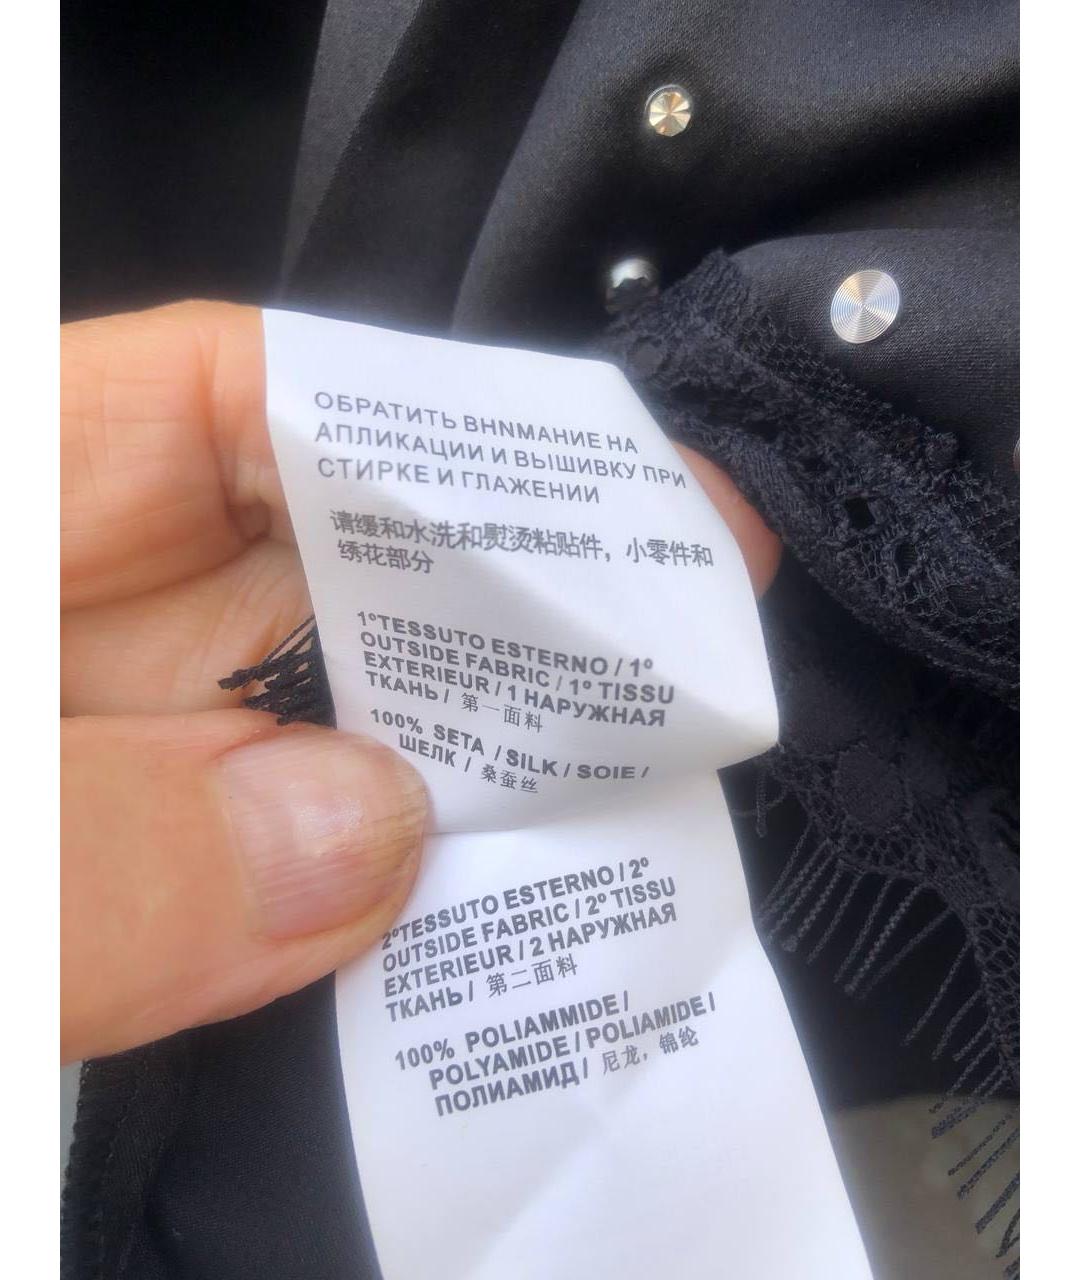 ОБРАТИТЬ ВНNМАНИЕ НА
АПЛИКАЦИИ И ВЫШИВКУ ПРИ
СТИРКЕ И ГЛАЖЕНИИ
请缓和水洗和熨烫粘贴件，小零件和
绣花部分
1°TESSUTO ESTERNO / 1°
OUTSIDE FABRIC / 1° TISSU
EXTERIEUR / 1 НАРУЖНАЯ
ТКАНЬ / 第一面料
100% SETA / SILK / SOIE /
ШЕЛК / 桑蚕丝
2°TESSUTO ESTERNO / 2°
OUTSIDE FABRIC / 2° TISSU
EXTERIEUR / 2 НАРУЖНАЯ
ТКАНЬ / 第二面料
100% POLIAMMIDE /
POLYAMIDE / POLIAMIDE /
ПОЛИАМИД / 尼龙，锦纶